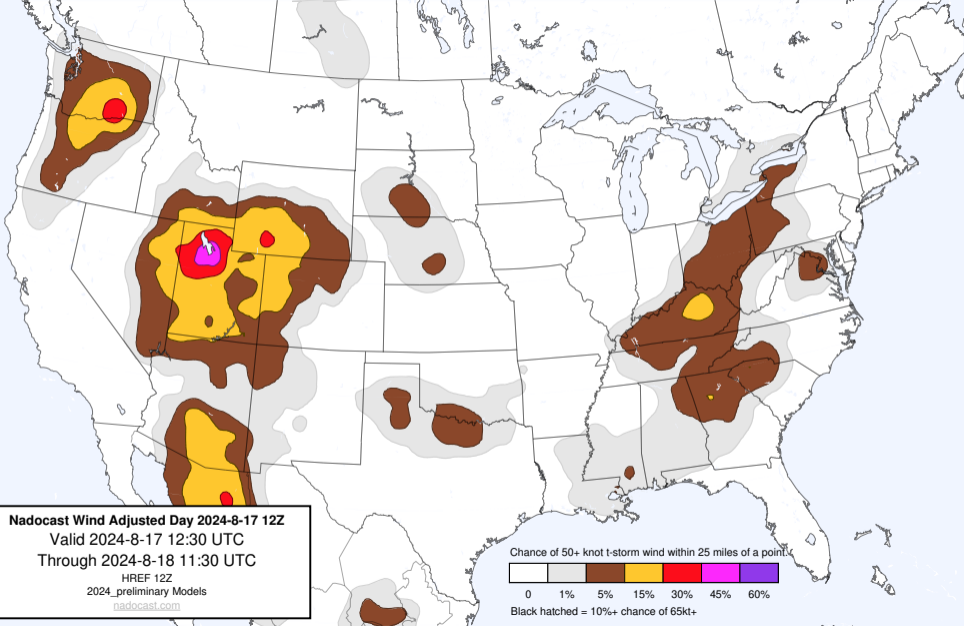 Nadocast Wind Adjusted Day 2024-8-17 12Z
Valid 2024-8-17 12:30 UTC
Through 2024-8-18 11:30 UTC
HREF 12Z
2024_preliminary Models
nadocast.com
Chance of 50+ knot t-storm wind within 25 miles of a point.
0 1% 5% 15% 30% 45% 60%
Black hatched = 10%+ chance of 65kt+